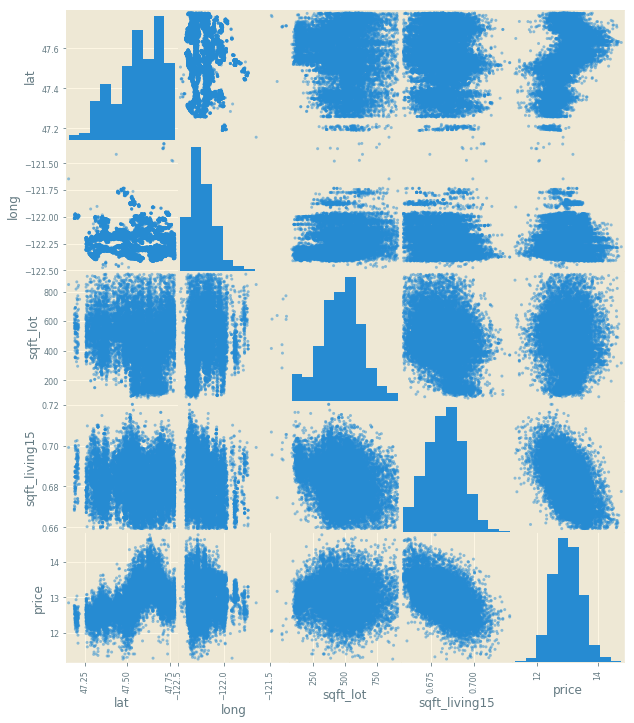 lat
47.6
47.4
47.2
long
−121.50
−121.75
−122.00
−122.25
−122.50
sqft_lot
800
600
400
200
sqft_living15
0.72
0.70
0.68
0.66
price
14
13
12
47.25 47.50 47.75 −122.5 −122.0 −121.5 250 500 750 0.675 0.700 12 14
lat long sqft_lot sqft_living15 price